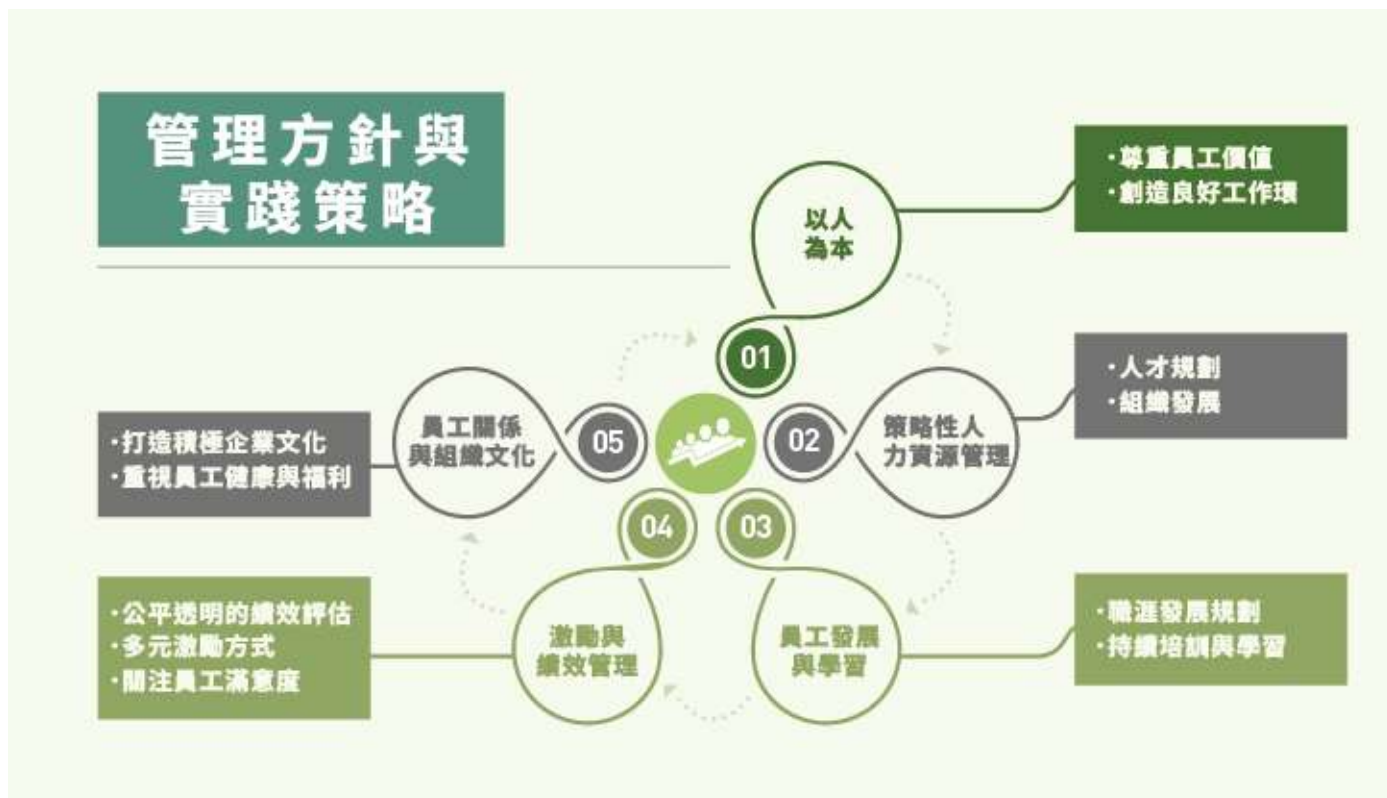 管理方針與
實踐策略
以人
為本
01
·尊重員工價值
·創造良好工作環
02
策略性人
力資源管理
·人才規劃
·組織發展
03
員工發展
與學習
·職涯發展規劃
·持續培訓與學習
04
激勵與
績效管理
·公平透明的績效評估
·多元激勵方式
·關注員工滿意度
05
員工關係
與組織文化
·打造積極企業文化
·重視員工健康與福利